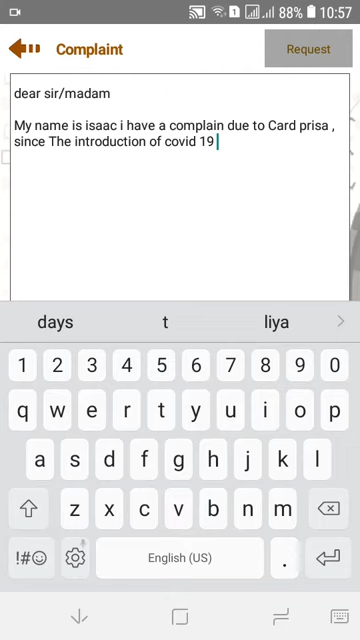 1 88% 10:57
Complaint Request
dear sir/madam
My name is isaac i have a complain due to Card prisa ,
since The introduction of covid 19
days t liya
1 2 3 4 5 6 7 8 9 0
q w e r t y u i o p
a s d f g h j k l
z x c v b n m
!#☺ English (US) .